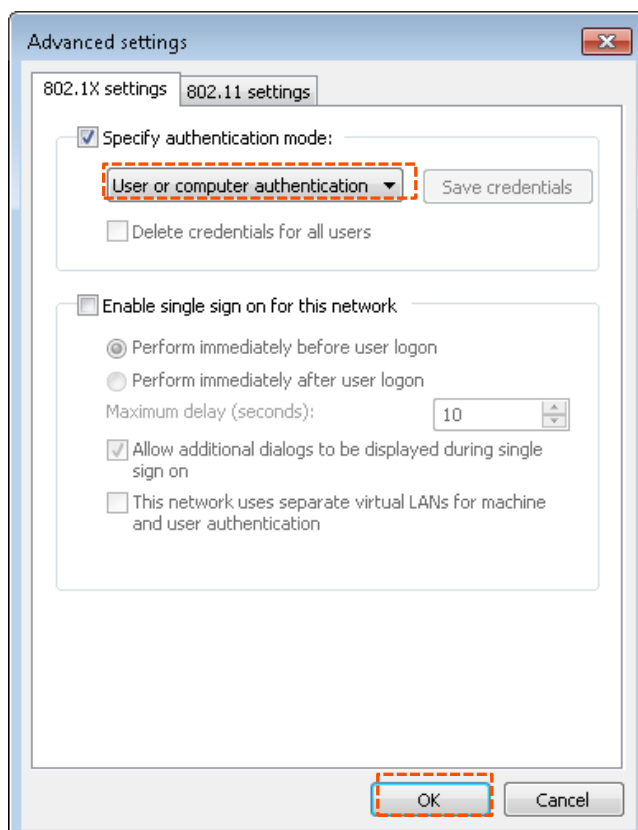 Advanced settings
802.1X settings
802.11 settings
Specify authentication mode:
User or computer authentication
Save credentials
Delete credentials for all users
Enable single sign on for this network
Perform immediately before user logon
Perform immediately after user logon
Maximum delay (seconds):
10
Allow additional dialogs to be displayed during single
sign on
This network uses separate virtual LANs for machine
and user authentication
OK
Cancel